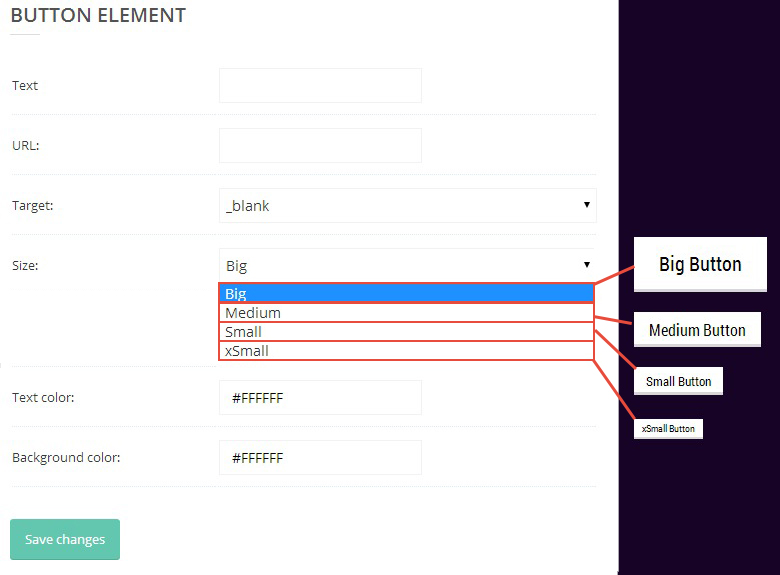 BUTTON ELEMENT
Text
URL:
Target:
_blank
Size:
Big
Big
Medium
Small
xSmall
Text color:
#FFFFFF
Background color:
#FFFFFF
Save changes
Big Button
Medium Button
Small Button
xSmall Button